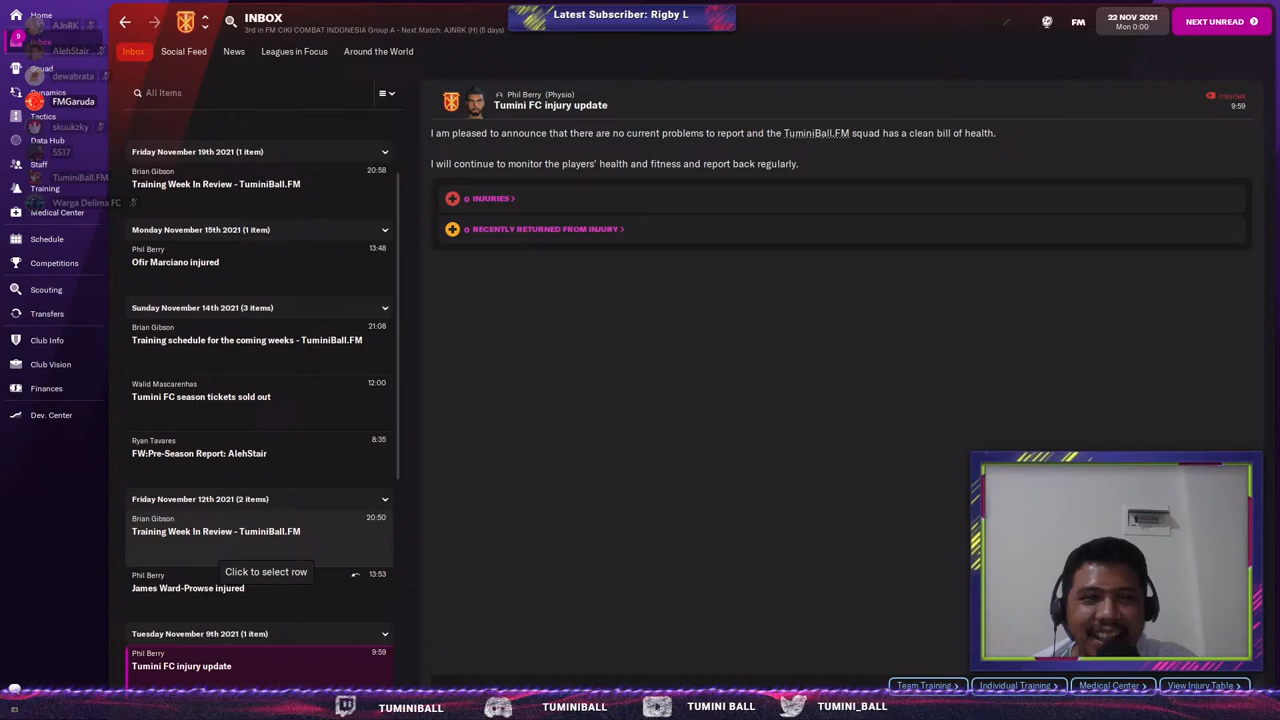 Home
AJnRK
Inbox
9
AlehStair
Squad
dewabrata
Dynamics
FMGaruda
Tactics
skuukzky
Data Hub
SS17
Staff
TuminiBall.FM
Training
Warga Delima FC
Medical Center
Schedule
Competitions
Scouting
Transfers
Club Info
Club Vision
Finances
Dev. Center
INBOX
3rd in FM CIKI COMBAT INDONESIA Group A - Next Match: AJNRK (H) (5 days)
Latest Subscriber: Rigby L
FM
22 NOV 2021
Mon 0:00
NEXT UNREAD
Inbox
Social Feed
News
Leagues in Focus
Around the World
All Items
Friday November 19th 2021 (1 item)
Brian Gibson
20:58
Training Week In Review - TuminiBall.FM
Monday November 15th 2021 (1 item)
Phil Berry
13:48
Ofir Marciano injured
Sunday November 14th 2021 (3 items)
Brian Gibson
21:08
Training schedule for the coming weeks - TuminiBall.FM
Walid Mascarenhas
12:00
Tumini FC season tickets sold out
Ryan Tavares
8:35
FW:Pre-Season Report: AlehStair
Friday November 12th 2021 (2 items)
Brian Gibson
20:50
Training Week In Review - TuminiBall.FM
Click to select row
Phil Berry
13:53
James Ward-Prowse injured
Tuesday November 9th 2021 (1 item)
Phil Berry
9:59
Tumini FC injury update
Phil Berry (Physio)
Tumini FC injury update
Injuries
9:59
I am pleased to announce that there are no current problems to report and the TuminiBall.FM squad has a clean bill of health.
I will continue to monitor the players' health and fitness and report back regularly.
0 INJURIES >
0 RECENTLY RETURNED FROM INJURY >
Team Training >
Individual Training >
Medical Center >
View Injury Table >
TUMINIBALL
TUMINIBALL
TUMINI BALL
TUMINI_BALL